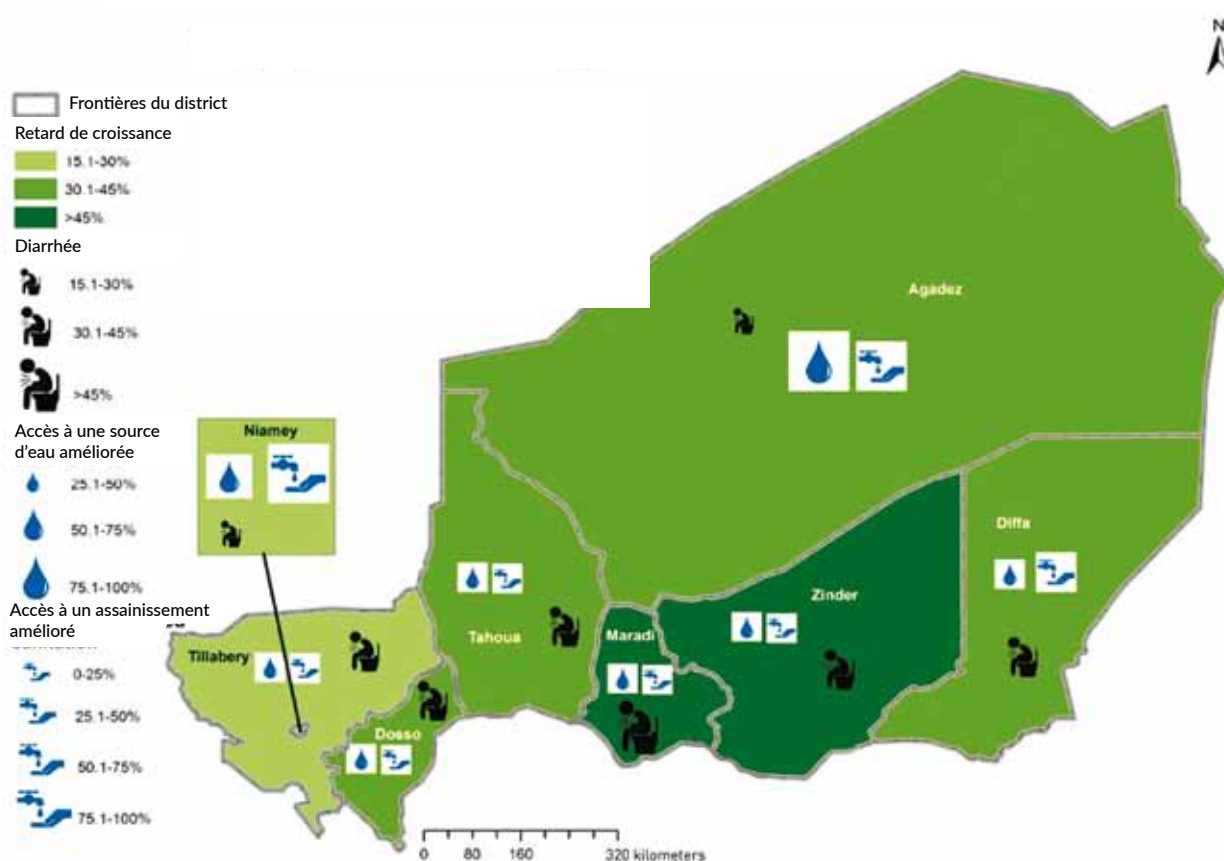 N
Frontières du district
Retard de croissance
15.1-30%
30.1-45%
>45%
Diarrhée
15.1-30%
30.1-45%
>45%
Accès à une source
d'eau améliorée
25.1-50%
50.1-75%
75.1-100%
Accès à un assainissement
amélioré
0-25%
25.1-50%
50.1-75%
75.1-100%
Agadez
Niamey
Diffa
Zinder
Tahoua
Maradi
Tillabery
Dosso
0 80 160 320 kilometers